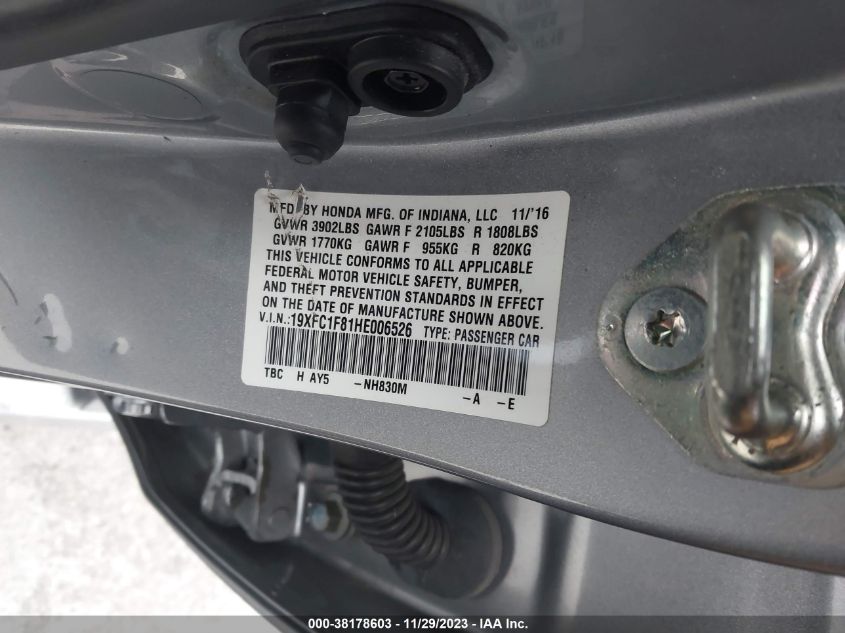 MFD. BY HONDA MFG. OF INDIANA, LLC 11/'16
GVWR 3902LBS GAWR F 2105LBS R 1808LBS
GVWR 1770KG GAWR F 955KG R 820KG
THIS VEHICLE CONFORMS TO ALL APPLICABLE
FEDERAL MOTOR VEHICLE SAFETY, BUMPER,
AND THEFT PREVENTION STANDARDS IN EFFECT
ON THE DATE OF MANUFACTURE SHOWN ABOVE.
V.I.N.:19XFC1F81HE006526 TYPE: PASSENGER CAR
TBC H AY5 -NH830M -A -E
000-38178603 - 11/29/2023 - IAA Inc.